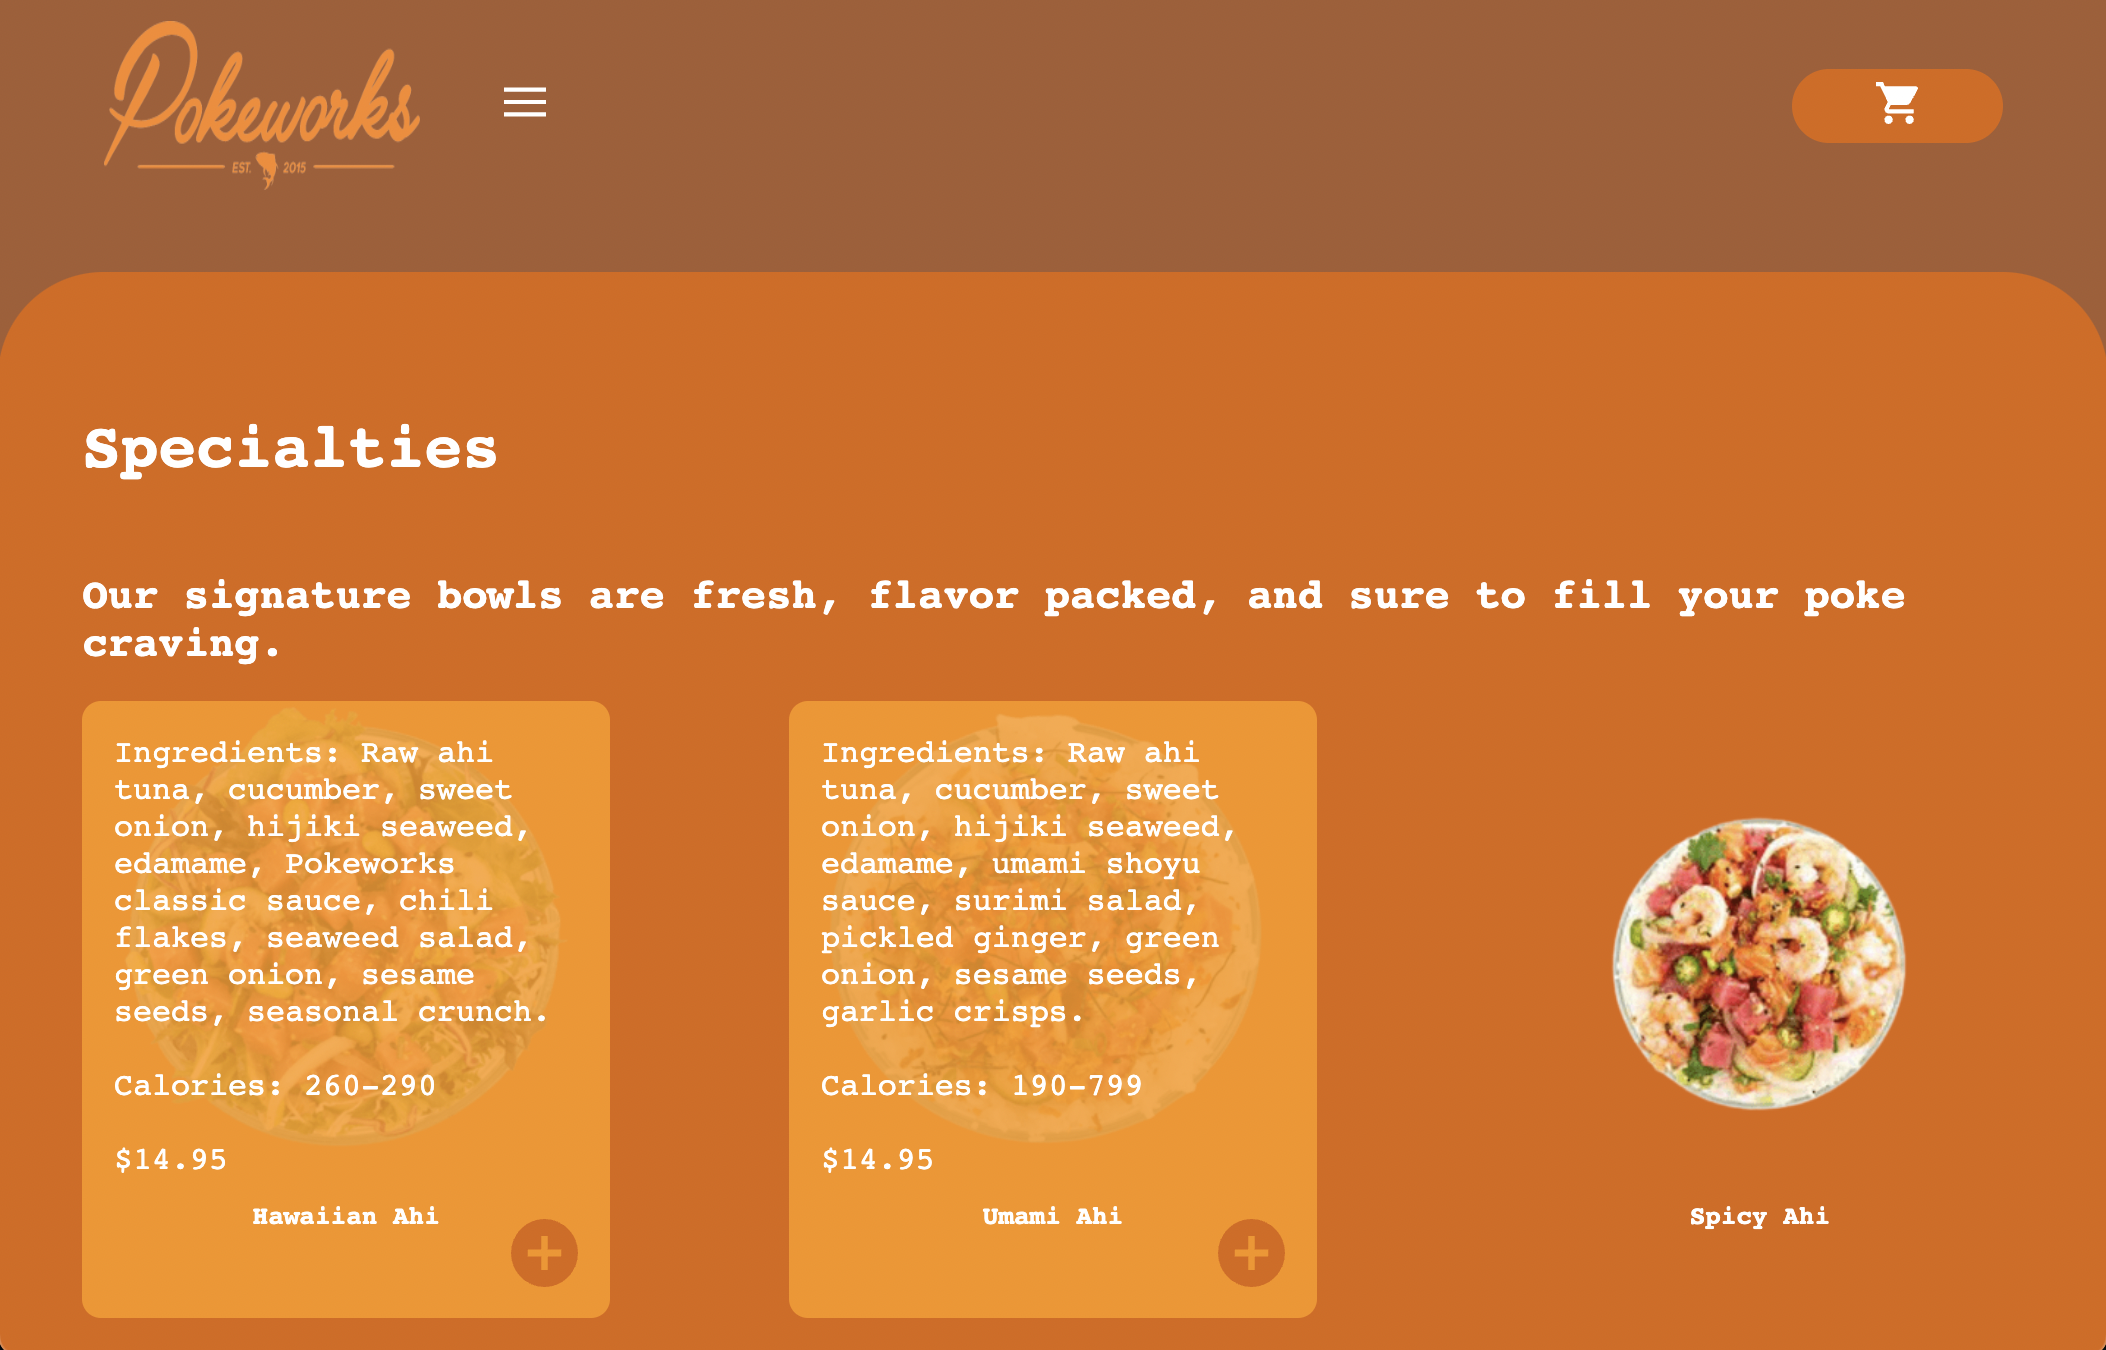 Pokeworks
EST. 2015
Specialties
Our signature bowls are fresh, flavor packed, and sure to fill your poke
craving.
Ingredients: Raw ahi
tuna, cucumber, sweet
onion, hijiki seaweed,
edamame, Pokeworks
classic sauce, chili
flakes, seaweed salad,
green onion, sesame
seeds, seasonal crunch.
Calories: 260-290
$14.95
Hawaiian Ahi
Ingredients: Raw ahi
tuna, cucumber, sweet
onion, hijiki seaweed,
edamame, umami shoyu
sauce, surimi salad,
pickled ginger, green
onion, sesame seeds,
garlic crisps.
Calories: 190-799
$14.95
Umami Ahi
Spicy Ahi